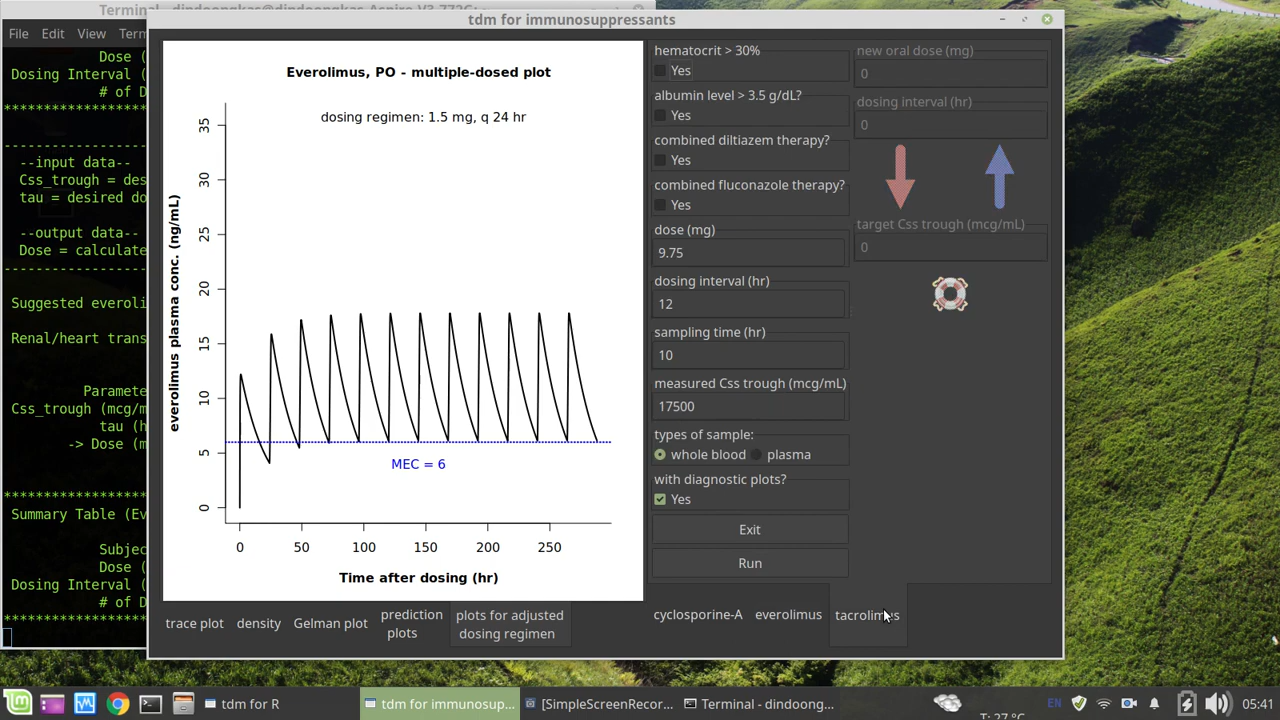 Terminal - dindoongkas@dindoongkas-Aspire-V3-772G: ~
File Edit View Term
Dose (
Dosing Interval (
# of D
--input data--
Css_trough = des
tau = desired do
--output data--
Dose = calculate
Suggested everoli
Renal/heart trans
Paramete
Css_trough (mcg/m
tau (h
-> Dose (m
Summary Table (Ev
Subjec
Dose (
Dosing Interval (
# of D
tdm for immunosuppressants
Everolimus, PO - multiple-dosed plot
dosing regimen: 1.5 mg, q 24 hr
everolimus plasma conc. (ng/mL)
35
30
25
20
15
10
5
0
MEC = 6
0 50 100 150 200 250
Time after dosing (hr)
trace plot density Gelman plot prediction plots plots for adjusted dosing regimen
hematocrit > 30%
Yes
albumin level > 3.5 g/dL?
Yes
combined diltiazem therapy?
Yes
combined fluconazole therapy?
Yes
dose (mg)
9.75
dosing interval (hr)
12
sampling time (hr)
10
measured Css trough (mcg/mL)
17500
types of sample:
whole blood plasma
with diagnostic plots?
Yes
Exit
Run
cyclosporine-A everolimus tacrolimus
new oral dose (mg)
0
dosing interval (hr)
0
target Css trough (mcg/mL)
0
tdm for R
tdm for immunosup...
[SimpleScreenRecor...
Terminal - dindoong...
T: 27 °C
EN
05:41